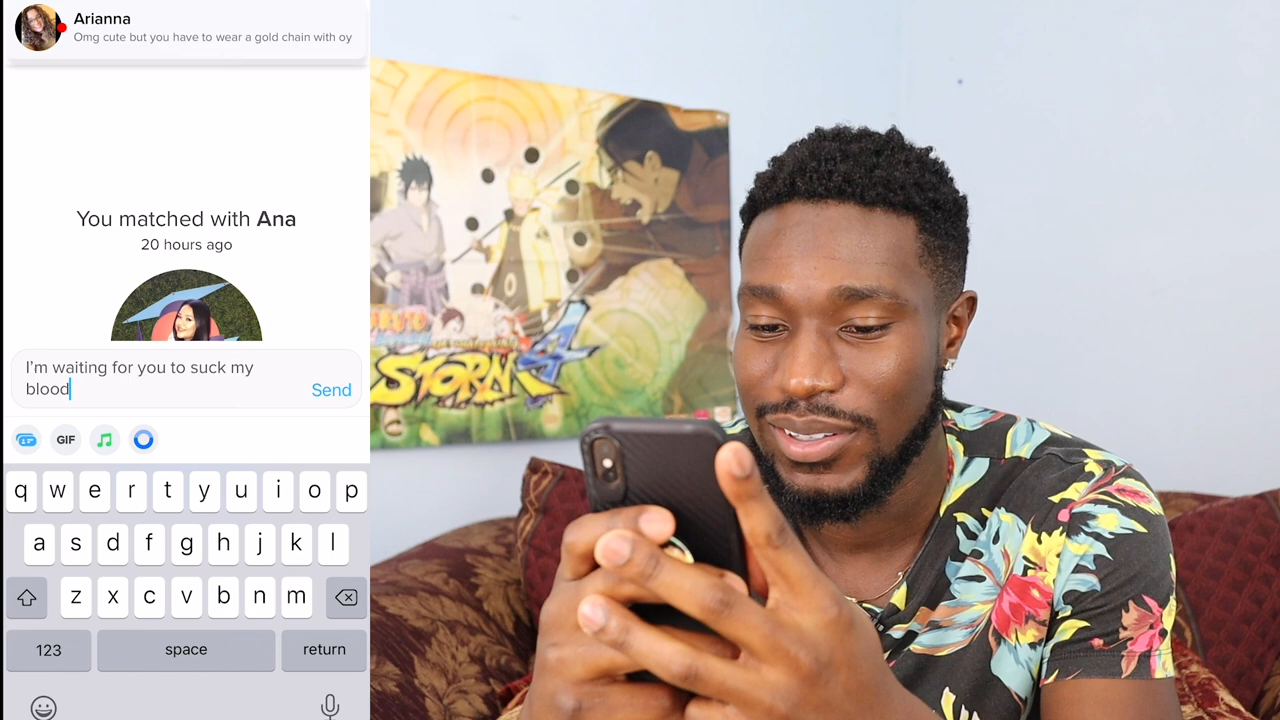 Arianna
Omg cute but you have to wear a gold chain with oy
You matched with Ana
20 hours ago
I'm waiting for you to suck my
blood
Send
GIF
q w e r t y u i o p
a s d f g h j k l
z x c v b n m
123 space return
STORM 4